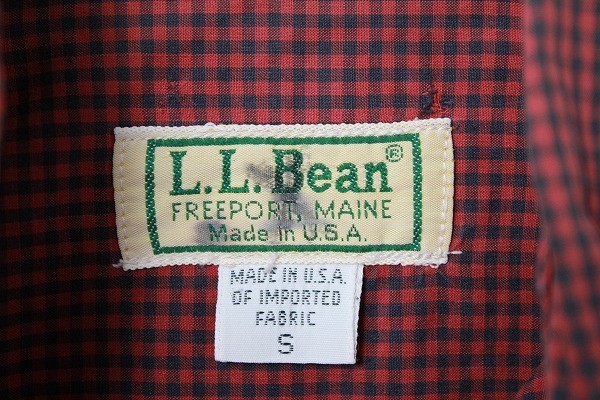 L.L.Bean®
FREEPORT, MAINE
Made in U.S.A.
MADE IN U.S.A.
OF IMPORTED
FABRIC
S